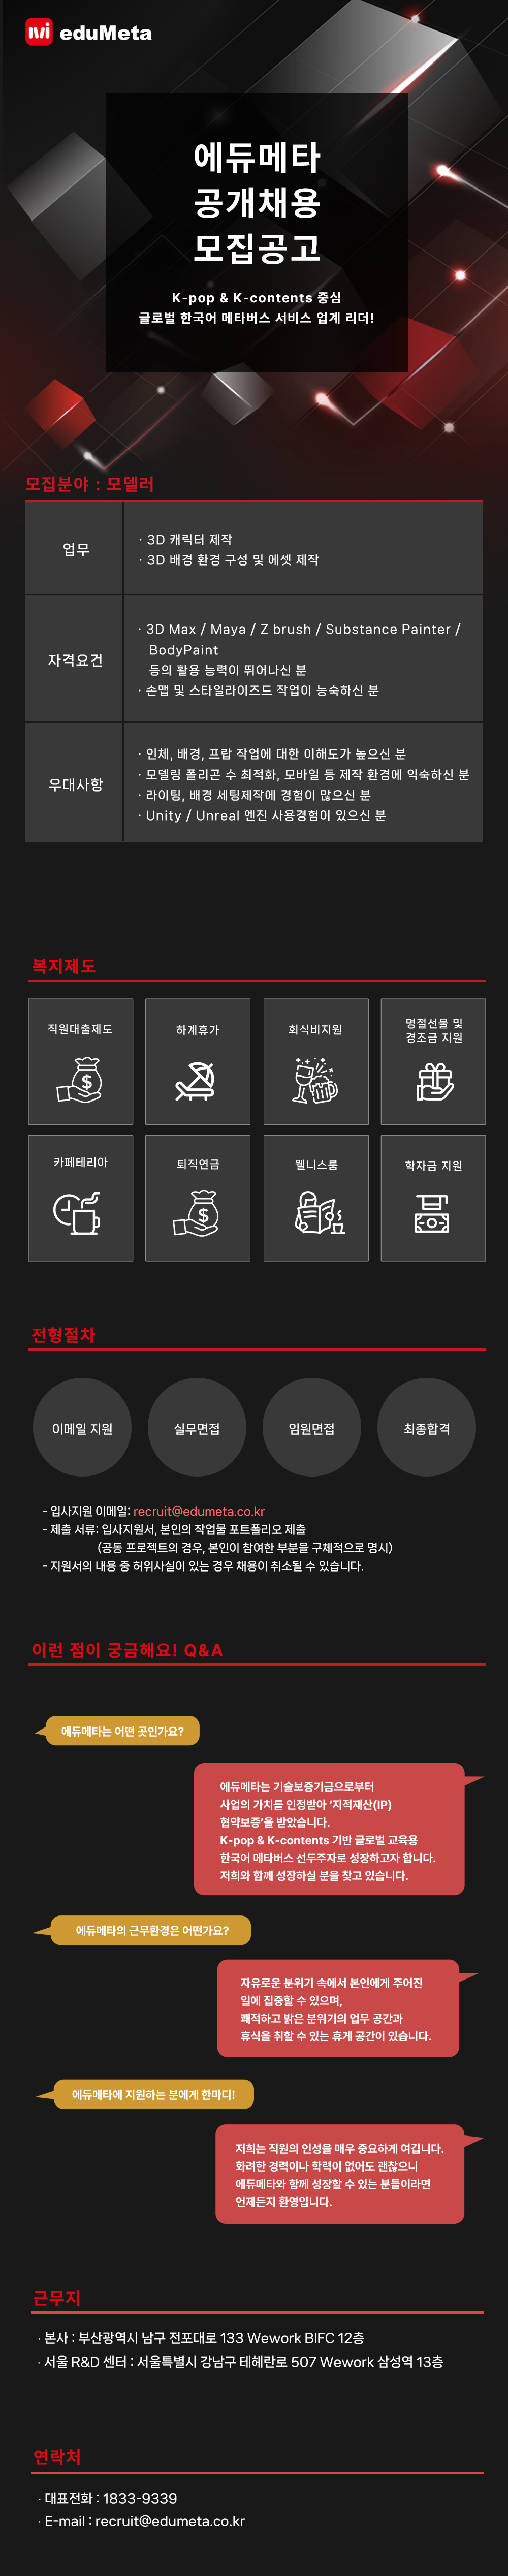 eduMeta
에듀메타
공개채용
모집공고
K-pop & K-contents 중심
글로벌 한국어 메타버스 서비스 업계 리더!
모집분야 : 모델러
업무
· 3D 캐릭터 제작
· 3D 배경 환경 구성 및 에셋 제작
자격요건
· 3D Max / Maya / Z brush / Substance Painter /
BodyPaint
등의 활용 능력이 뛰어나신 분
· 손맵 및 스타일라이즈드 작업이 능숙하신 분
우대사항
· 인체, 배경, 프랍 작업에 대한 이해도가 높으신 분
· 모델링 폴리곤 수 최적화, 모바일 등 제작 환경에 익숙하신 분
· 라이팅, 배경 세팅제작에 경험이 많으신 분
· Unity / Unreal 엔진 사용경험이 있으신 분
복지제도
직원대출제도
하계휴가
회식비지원
명절선물 및
경조금 지원
카페테리아
퇴직연금
웰니스룸
학자금 지원
전형절차
이메일 지원
실무면접
임원면접
최종합격
- 입사지원 이메일: recruit@edumeta.co.kr
- 제출 서류: 입사지원서, 본인의 작업물 포트폴리오 제출
(공동 프로젝트의 경우, 본인이 참여한 부분을 구체적으로 명시)
- 지원서의 내용 중 허위사실이 있는 경우 채용이 취소될 수 있습니다.
이런 점이 궁금해요! Q&A
에듀메타는 어떤 곳인가요?
에듀메타는 기술보증기금으로부터
사업의 가치를 인정받아 ‘지적재산(IP)
협약보증’을 받았습니다.
K-pop & K-contents 기반 글로벌 교육용
한국어 메타버스 선두주자로 성장하고자 합니다.
저희와 함께 성장하실 분을 찾고 있습니다.
에듀메타의 근무환경은 어떤가요?
자유로운 분위기 속에서 본인에게 주어진
일에 집중할 수 있으며,
쾌적하고 밝은 분위기의 업무 공간과
휴식을 취할 수 있는 휴게 공간이 있습니다.
에듀메타에 지원하는 분에게 한마디!
저희는 직원의 인성을 매우 중요하게 여깁니다.
화려한 경력이나 학력이 없어도 괜찮으니
에듀메타와 함께 성장할 수 있는 분들이라면
언제든지 환영입니다.
근무지
· 본사 : 부산광역시 남구 전포대로 133 Wework BIFC 12층
· 서울 R&D 센터 : 서울특별시 강남구 테헤란로 507 Wework 삼성역 13층
연락처
· 대표전화 : 1833-9339
· E-mail : recruit@edumeta.co.kr